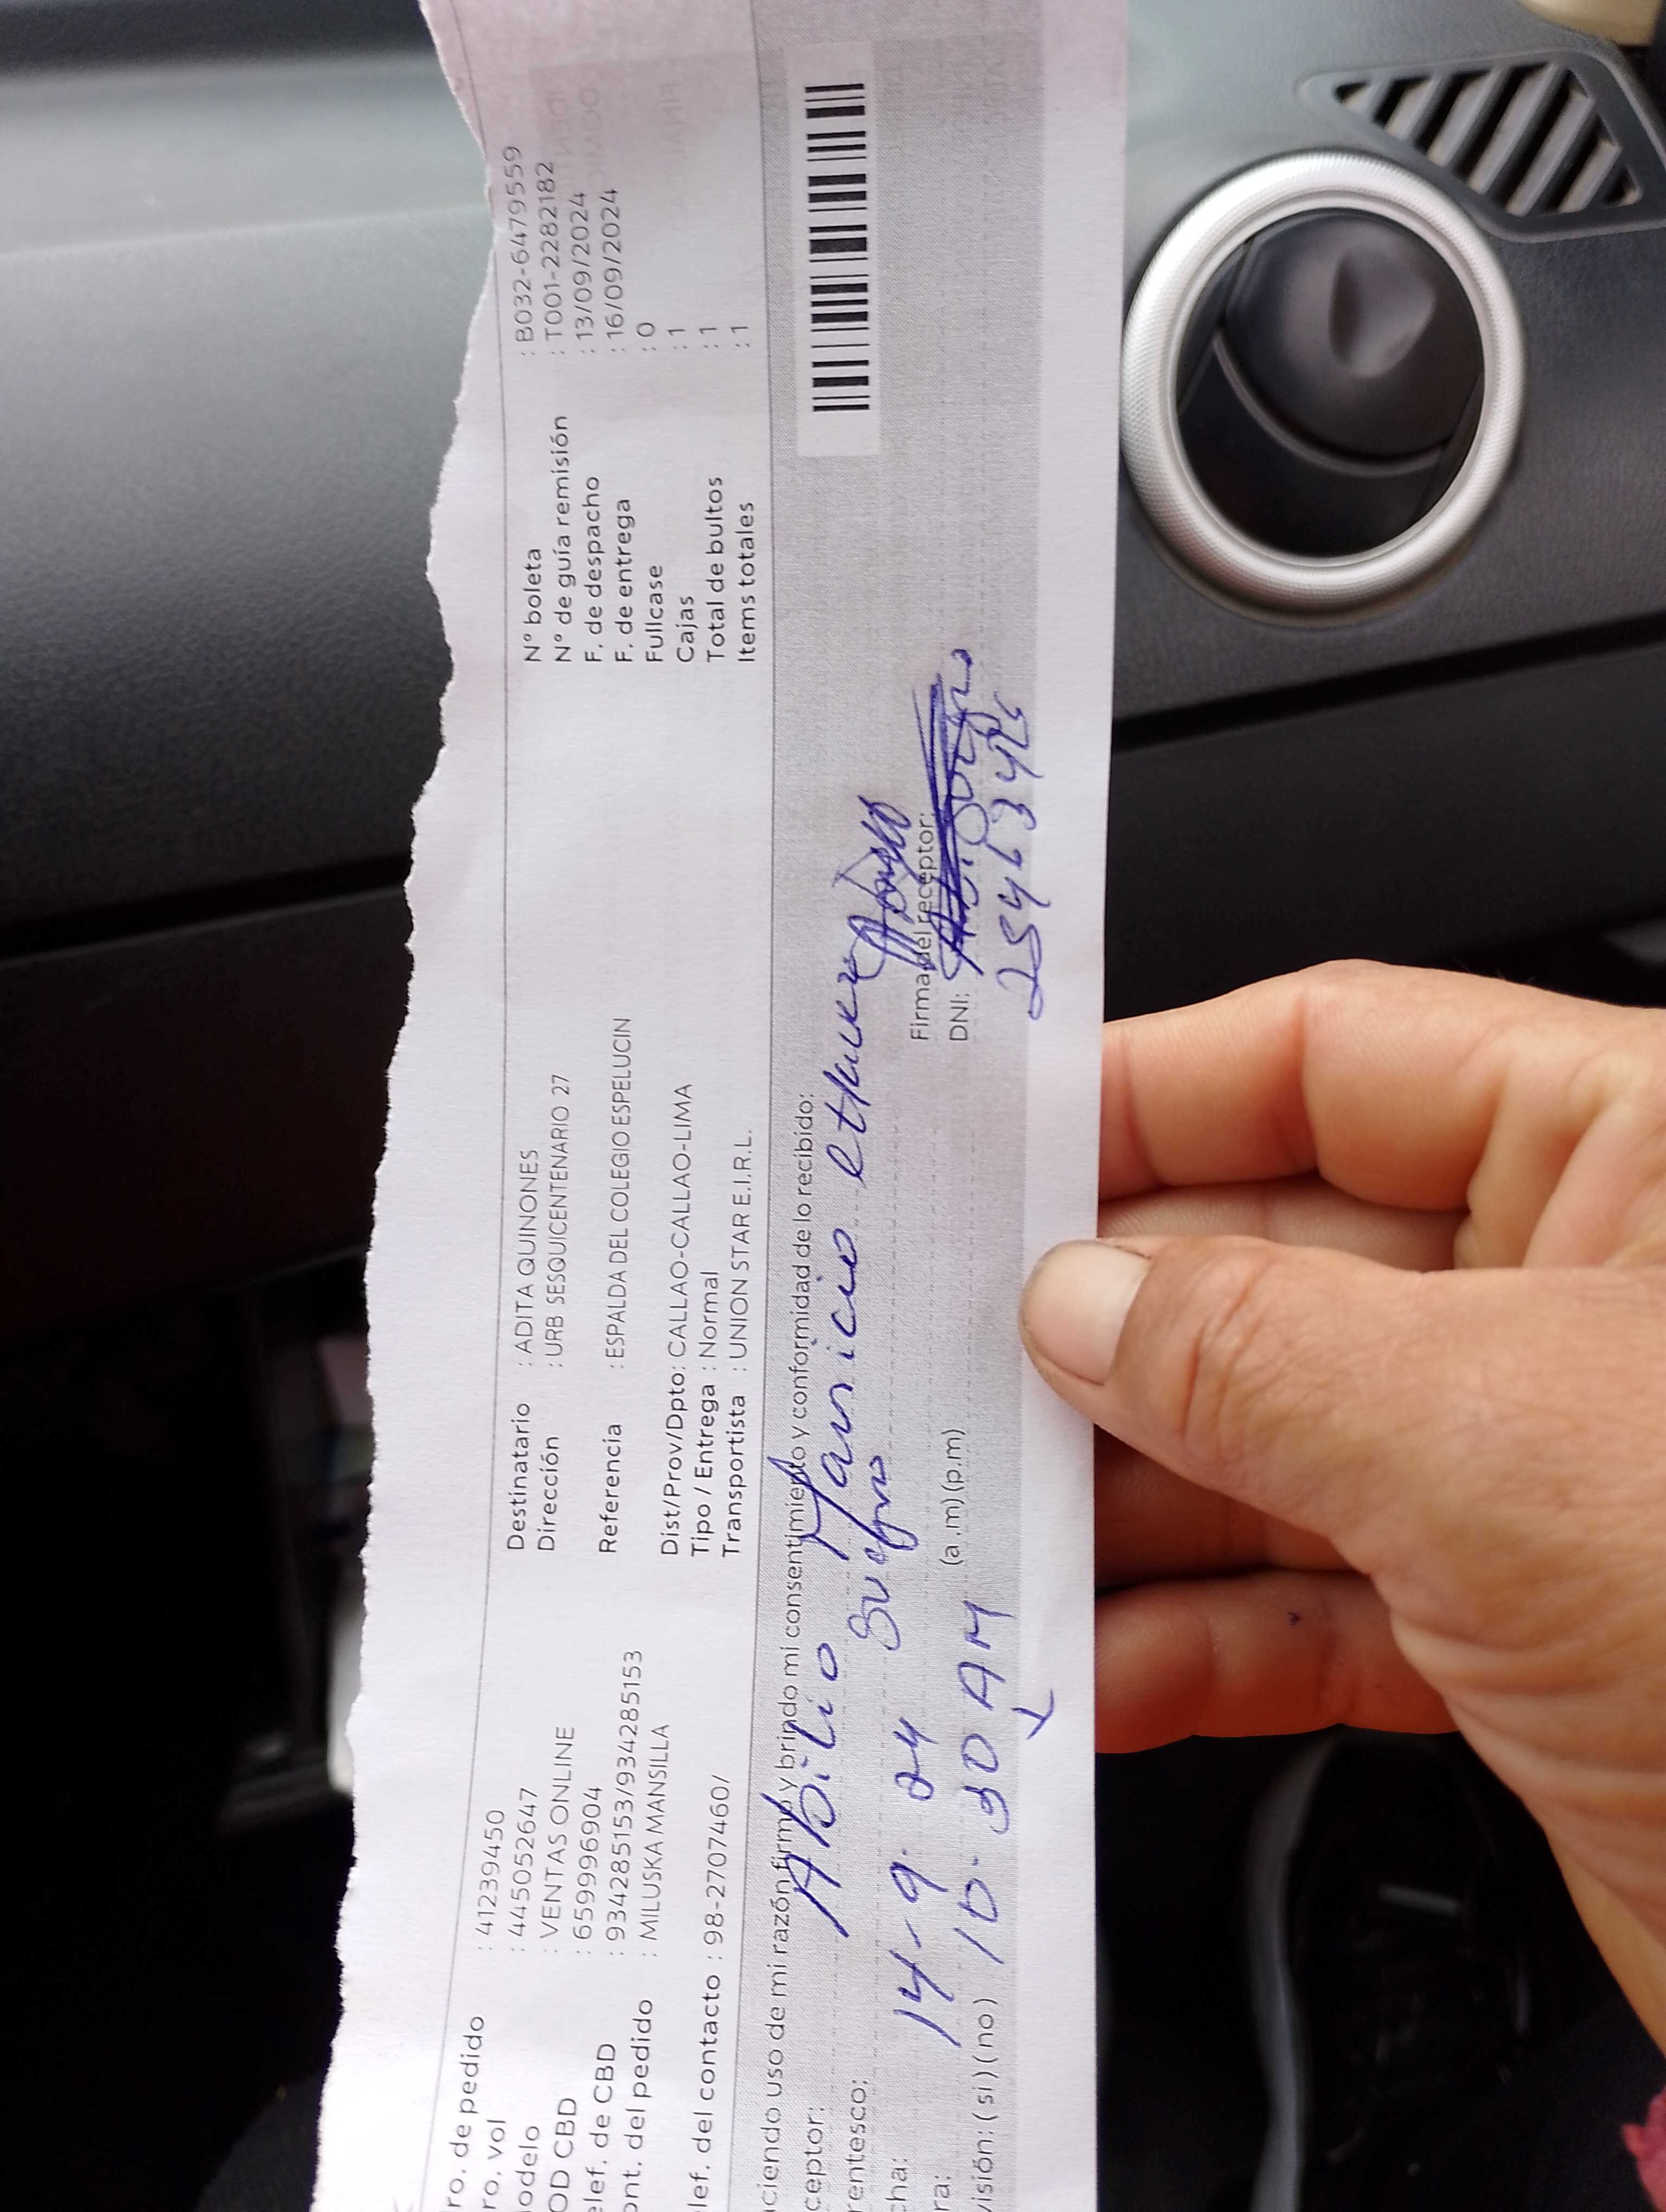 ro. de pedido : 41239450
ro. vol : 445052647
odelo : VENTAS ONLINE
OD CBD : 659996904
elef. de CBD : 934285153/934285153
ont. del pedido : MILUSKA MANSILLA
lef. del contacto : 98-2707460/
Destinatario : ADITA QUINONES
Dirección : URB SESQUICENTENARIO 27
Referencia : ESPALDA DEL COLEGIO ESPELUCIN
Dist/Prov/Dpto: CALLAO-CALLAO-LIMA
Tipo / Entrega : Normal
Transportista : UNION STAR E.I.R.L.
N° boleta : B032-6479559
N° de guía remisión : T001-2282182
F. de despacho : 13/09/2024
F. de entrega : 16/09/2024
Fullcase : 0
Cajas : 1
Total de bultos : 1
Items totales : 1
ciendo uso de mi razón firmo y brindo mi consentimiento y conformidad de lo recibido:
ceptor: Abilio
rentesco: Suegro
cha: 14-9-24
ra: 10-30 AM (a.m)(p.m)
visión: (si)(no)
Firma del receptor:
DNI: